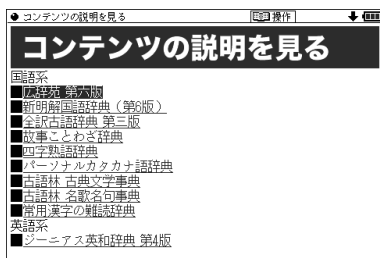 コンテンツの説明を見る 操作
コンテンツの説明を見る
国語系
■広辞苑 第六版
■新明解国語辞典(第6版)
■全訳古語辞典 第三版
■故事ことわざ辞典
■四字熟語辞典
■パーソナルカタカナ語辞典
■古語林 古典文学事典
■古語林 名歌名句事典
■常用漢字の難読辞典
英語系
■ジーニアス英和辞典 第4版